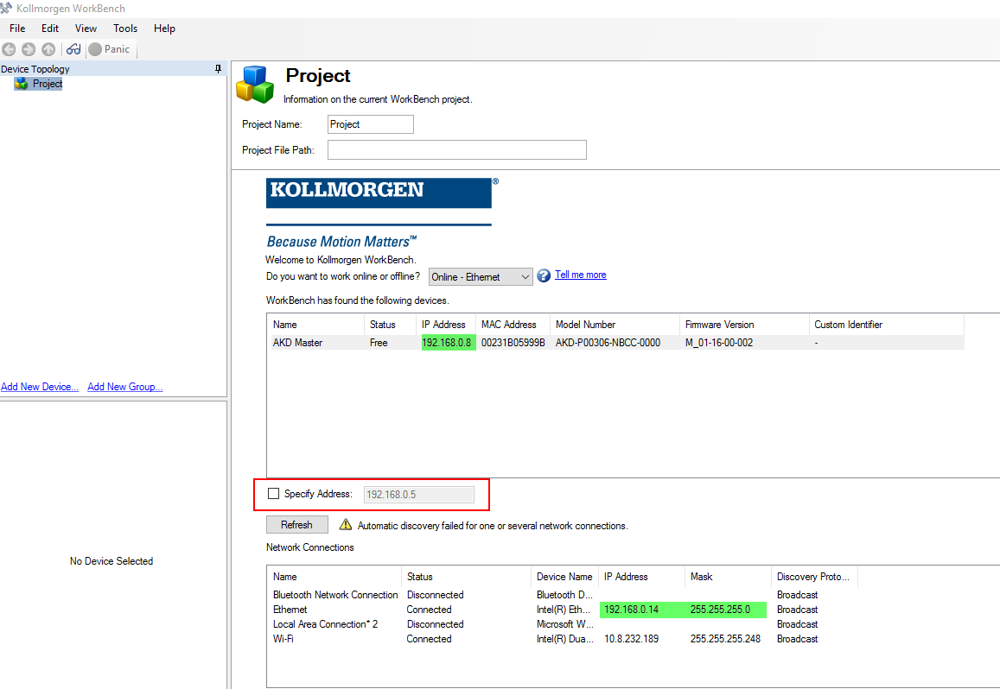 Kollmorgen WorkBench
File Edit View Tools Help
Panic
Device Topology
Project
Add New Device... Add New Group...
No Device Selected
Project
Information on the current WorkBench project.
Project Name: Project
Project File Path:
KOLLMORGEN®
Because Motion Matters™
Welcome to Kollmorgen WorkBench.
Do you want to work online or offline? Online - Ethernet ? Tell me more
WorkBench has found the following devices.
Name Status IP Address MAC Address Model Number Firmware Version Custom Identifier
AKD Master Free 192.168.0.8 00231B05999B AKD-P00306-NBCC-0000 M_01-16-00-002 -
Specify Address: 192.168.0.5
Refresh Automatic discovery failed for one or several network connections.
Network Connections
Name Status Device Name IP Address Mask Discovery Proto...
Bluetooth Network Connection Disconnected Bluetooth D... Broadcast
Ethernet Connected Intel(R) Eth... 192.168.0.14 255.255.255.0 Broadcast
Local Area Connection* 2 Disconnected Microsoft W... Broadcast
Wi-Fi Connected Intel(R) Dua... 10.8.232.189 255.255.255.248 Broadcast